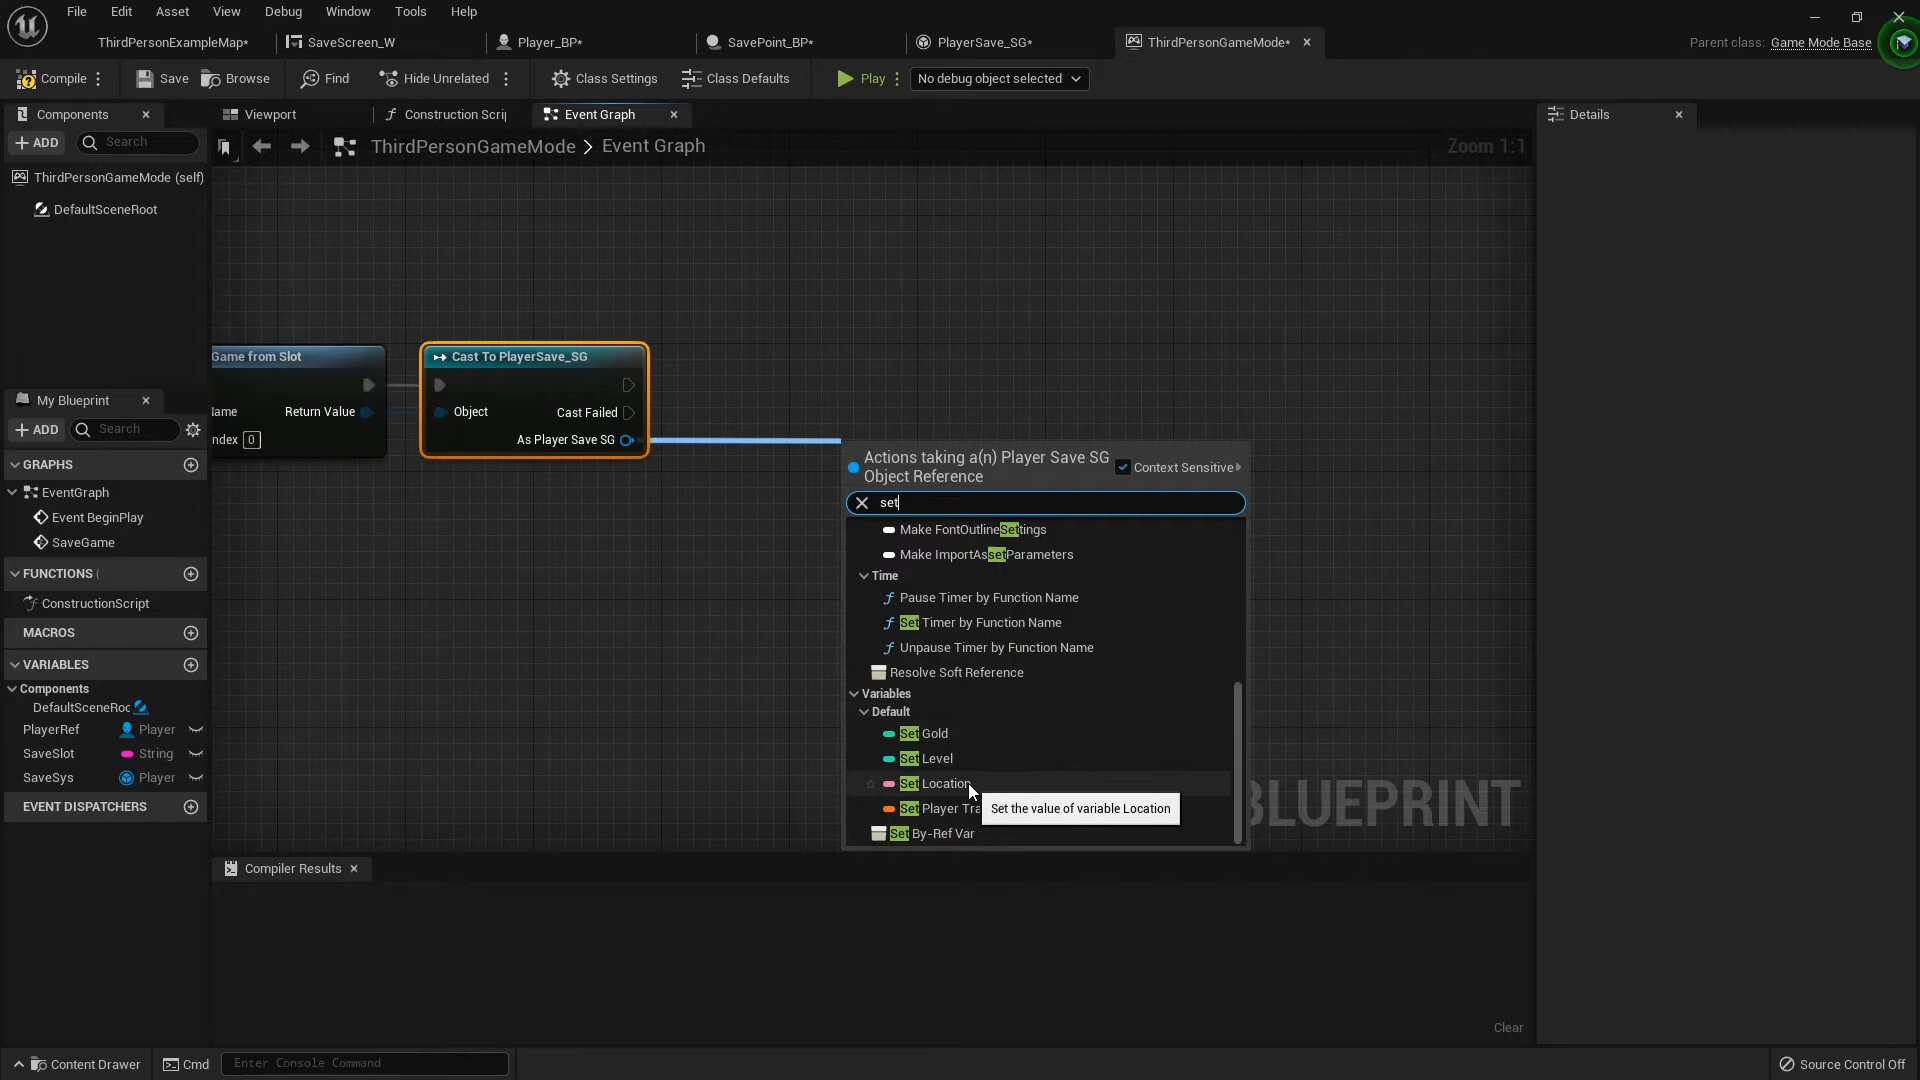 File Edit Asset View Debug Window Tools Help
ThirdPersonExampleMap* SaveScreen_W Player_BP* SavePoint_BP* PlayerSave_SG* ThirdPersonGameMode* Parent class: Game Mode Base
Compile Save Browse Find Hide Unrelated Class Settings Class Defaults Play No debug object selected
Components Viewport Construction Scri Event Graph Details
ADD Search ThirdPersonGameMode > Event Graph Zoom 1:1
ThirdPersonGameMode (self)
DefaultSceneRoot
Game from Slot
Name Return Value
Index 0
Cast To PlayerSave_SG
Object Cast Failed
As Player Save SG
Actions taking a(n) Player Save SG
Object Reference
Context Sensitive
set
Make FontOutlineSettings
Make ImportAssetParameters
Time
Pause Timer by Function Name
Set Timer by Function Name
Unpause Timer by Function Name
Resolve Soft Reference
Variables
Default
Set Gold
Set Level
Set Location
Set Player Tra
Set By-Ref Var
Set the value of variable Location
BLUEPRINT
My Blueprint
ADD Search
GRAPHS
EventGraph
Event BeginPlay
SaveGame
FUNCTIONS (
ConstructionScript
MACROS
VARIABLES
Components
DefaultSceneRoo
PlayerRef Player
SaveSlot String
SaveSys Player
EVENT DISPATCHERS
Compiler Results
Clear
Content Drawer Cmd Enter Console Command Source Control Off